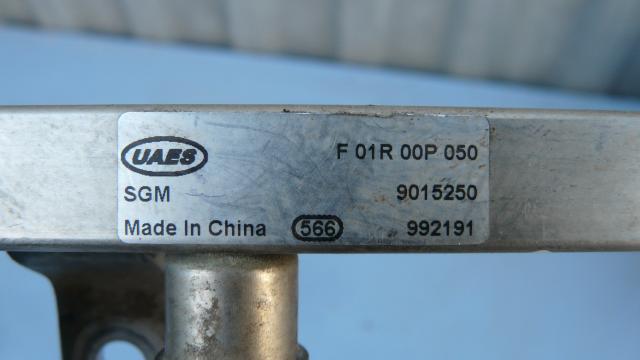 UAES F 01R 00P 050
SGM 9015250
Made In China 566 992191